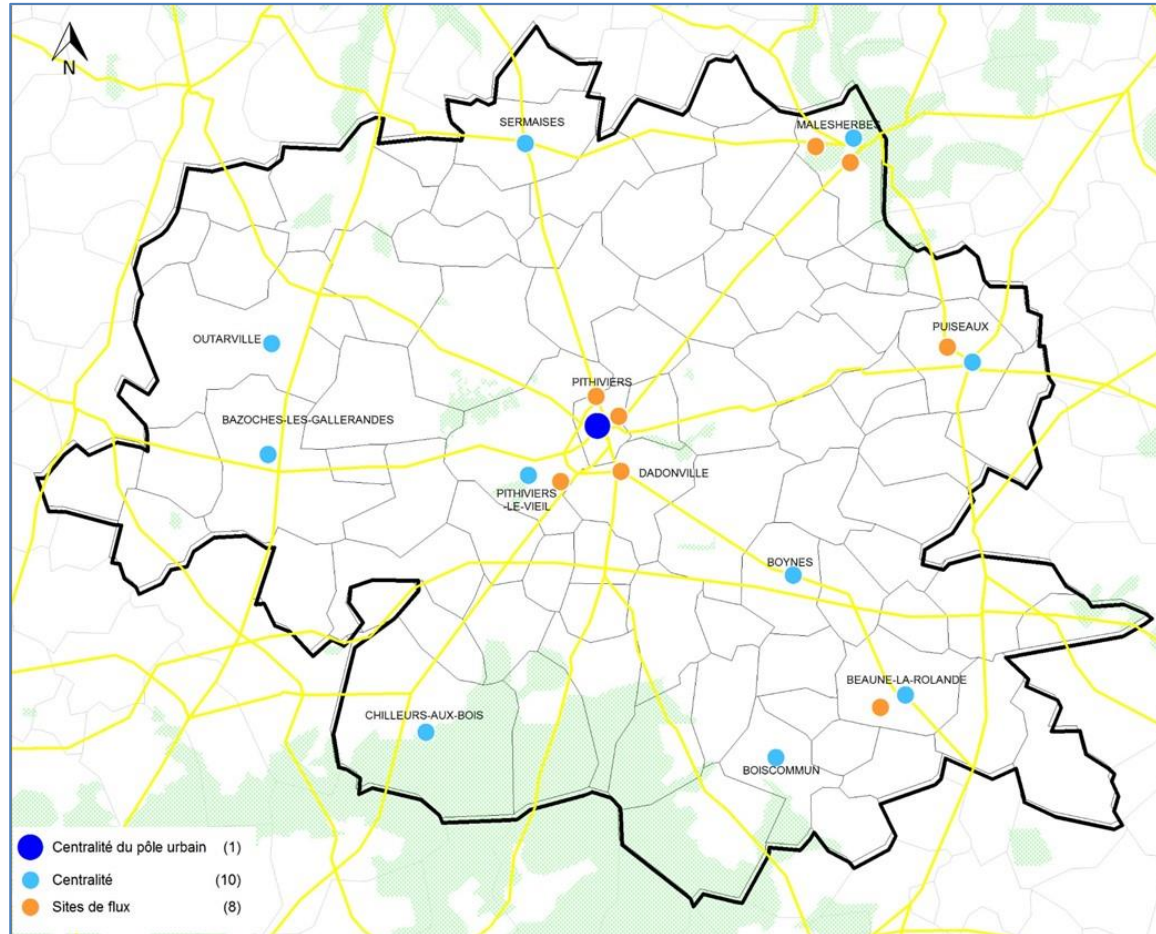 N
SERMAISES
MALESHERBES
OUTARVILLE
PUISEAUX
PITHIVIERS
BAZOCHES-LES-GALLERANDES
DADONVILLE
PITHIVIERS
-LE-VIEIL
BOYNES
BEAUNE-LA-ROLANDE
CHILLEURS-AUX-BOIS
BOISCOMMUN
Centralité du pôle urbain (1)
Centralité (10)
Sites de flux (8)